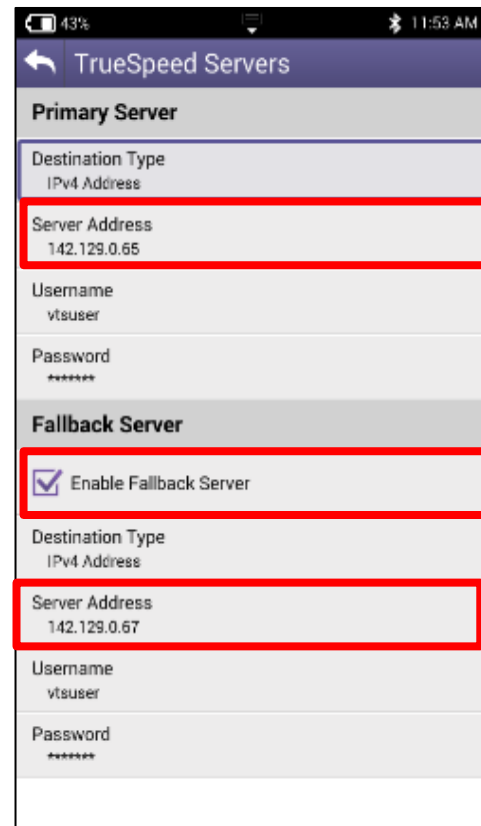 43% 11:53 AM
TrueSpeed Servers
Primary Server
Destination Type
IPv4 Address
Server Address
142.129.0.65
Username
vtsuser
Password
*******
Fallback Server
Enable Fallback Server
Destination Type
IPv4 Address
Server Address
142.129.0.67
Username
vtsuser
Password
*******